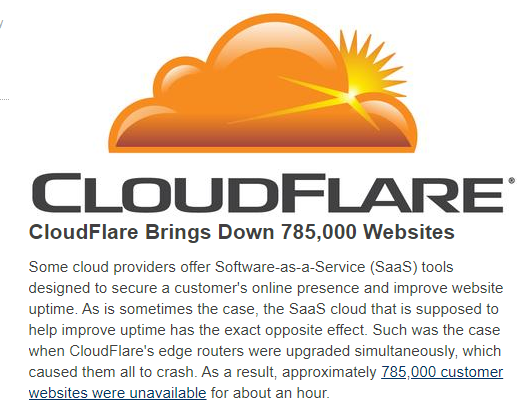 CLOUDFLARE®
CloudFlare Brings Down 785,000 Websites
Some cloud providers offer Software-as-a-Service (SaaS) tools
designed to secure a customer's online presence and improve website
uptime. As is sometimes the case, the SaaS cloud that is supposed to
help improve uptime has the exact opposite effect. Such was the case
when CloudFlare's edge routers were upgraded simultaneously, which
caused them all to crash. As a result, approximately 785,000 customer
websites were unavailable for about an hour.